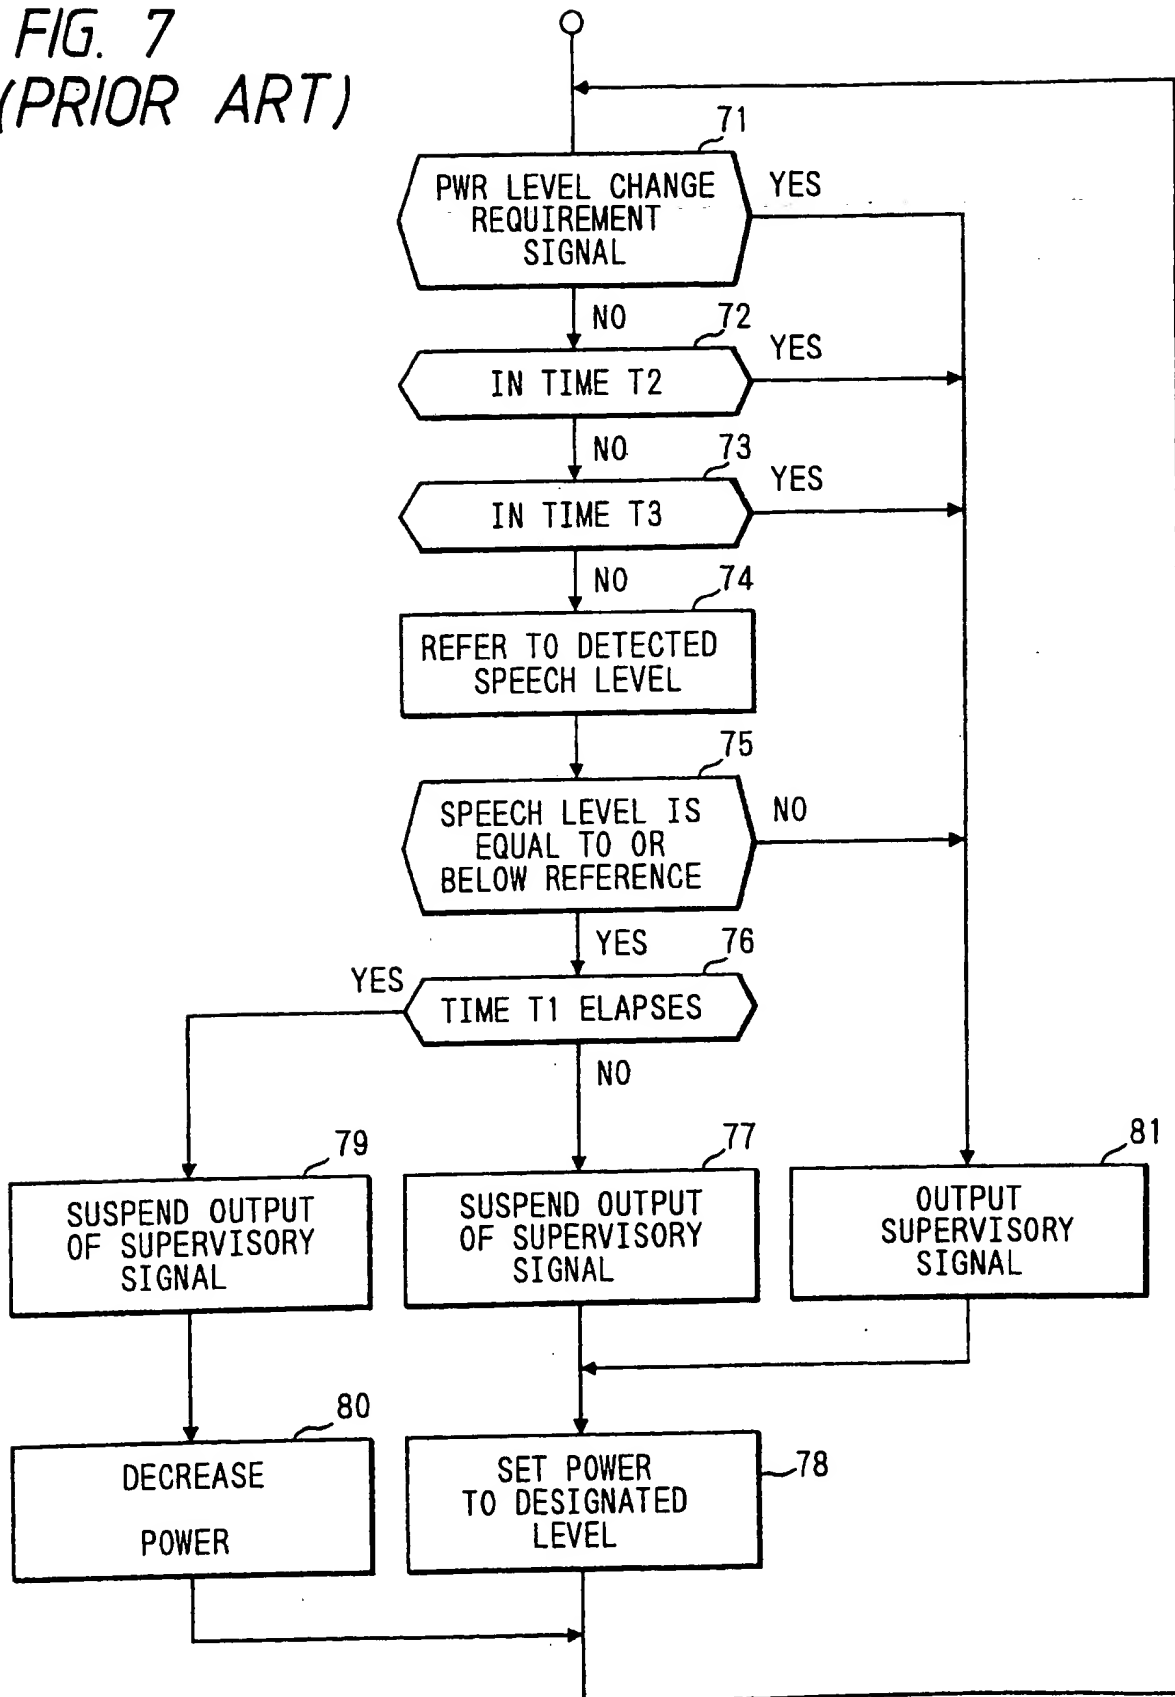 FIG. 7
(PRIOR ART)
71
PWR LEVEL CHANGE
REQUIREMENT
SIGNAL
YES
NO
72
IN TIME T2
YES
NO
73
IN TIME T3
YES
NO
74
REFER TO DETECTED
SPEECH LEVEL
75
SPEECH LEVEL IS
EQUAL TO OR
BELOW REFERENCE
NO
YES
76
YES
TIME T1 ELAPSES
NO
79
SUSPEND OUTPUT
OF SUPERVISORY
SIGNAL
77
SUSPEND OUTPUT
OF SUPERVISORY
SIGNAL
81
OUTPUT
SUPERVISORY
SIGNAL
80
DECREASE
POWER
SET POWER
TO DESIGNATED
LEVEL
78